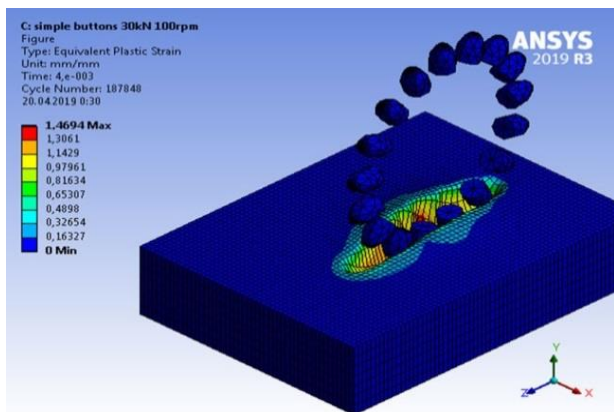 C: simple buttons 30kN 100rpm
Figure
Type: Equivalent Plastic Strain
Unit: mm/mm
Time: 4,e-003
Cycle Number: 187848
20.04.2019 0:30
1,4694 Max
1,3061
1,1429
0,97961
0,81634
0,65307
0,4898
0,32654
0,16327
0 Min
ANSYS
2019 R3
Y
Z
X